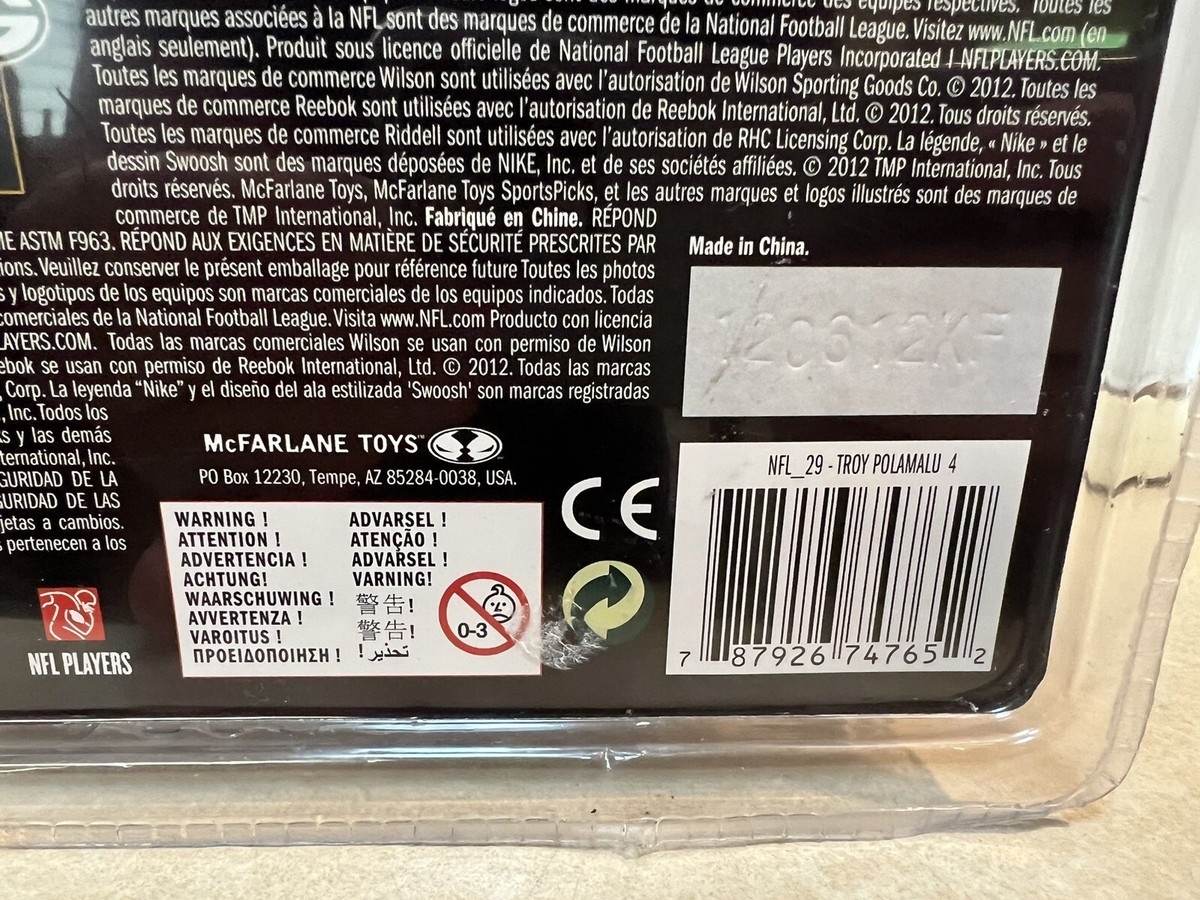 autres marques associées à la NFL sont des marques de commerce de la National Football League. Visitez www.NFL.com (en
anglais seulement). Produit sous licence officielle de National Football League Players Incorporated I NFLPLAYERS.COM.
Toutes les marques de commerce Wilson sont utilisées avec l'autorisation de Wilson Sporting Goods Co. © 2012. Toutes les
marques de commerce Reebok sont utilisées avec l'autorisation de Reebok International, Ltd. © 2012. Tous droits réservés.
Toutes les marques de commerce Riddell sont utilisées avec l'autorisation de RHC Licensing Corp. La légende, « Nike » et le
dessin Swoosh sont des marques déposées de NIKE, Inc. et de ses sociétés affiliées. © 2012 TMP International, Inc. Tous
droits réservés. McFarlane Toys, McFarlane Toys SportsPicks, et les autres marques et logos illustrés sont des marques de
commerce de TMP International, Inc. Fabriqué en Chine. RÉPOND
ASTM F963. RÉPOND AUX EXIGENCES EN MATIÈRE DE SÉCURITÉ PRESCRITES PAR
Veuillez conserver le présent emballage pour référence future Toutes les photos
y logotipos de los equipos son marcas comerciales de los equipos indicados. Todas
comerciales de la National Football League. Visita www.NFL.com Producto con licencia
Todas las marcas comerciales Wilson se usan con permiso de Wilson
se usan con permiso de Reebok International, Ltd. © 2012. Todas las marcas
Corp. La leyenda "Nike" y el diseño del ala estilizada 'Swoosh' son marcas registradas
, Inc. Todos los
y las demás
Inc.
DE LA
DE LAS
a cambios.
pertenecen a los
Made in China.
120612KF
McFARLANE TOYS™
PO Box 12230, Tempe, AZ 85284-0038, USA.
WARNING !
ATTENTION !
ADVERTENCIA !
ACHTUNG!
WAARSCHUWING !
AVVERTENZA !
VAROITUS !
ΠΡΟΕΙΔΟΠΟΙΗΣΗ !
ADVARSEL !
ATENÇÃO !
ADVARSEL !
VARNING!
警告!
警告!
تحذير!
0-3
CE
NFL PLAYERS
NFL_29 - TROY POLAMALU 4
7 87926 74765 2